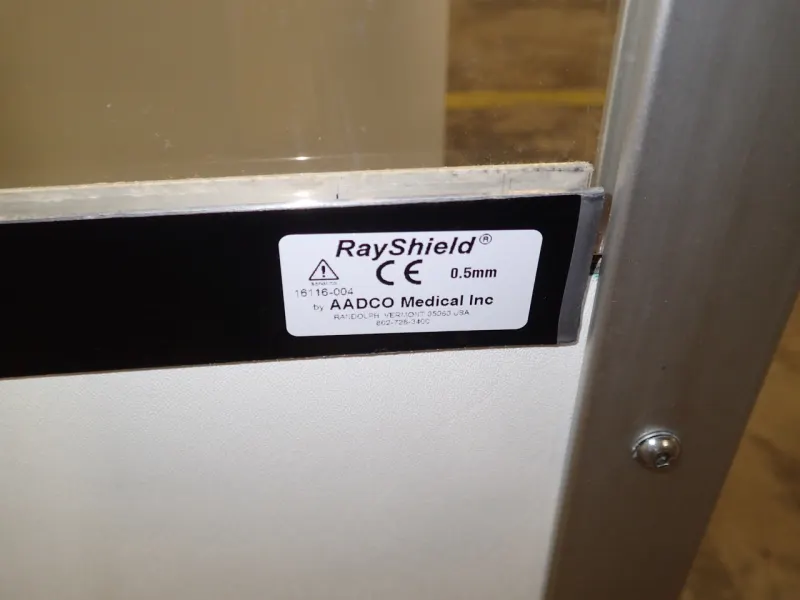 RayShield®
CE 0.5mm
16116-004
by AADCO Medical Inc
RANDOLPH, VERMONT 05060 USA
802-728-3400